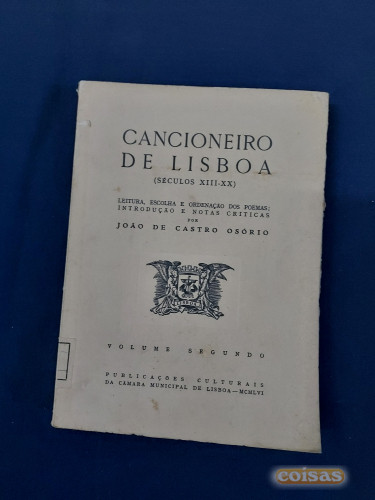 CANCIONEIRO
DE LISBOA
(SÉCULOS XIII-XX)
LEITURA, ESCOLHA E ORDENAÇÃO DOS POEMAS;
INTRODUÇÃO E NOTAS CRÍTICAS
POR
JOÃO DE CASTRO OSÓRIO
VOLUME SEGUNDO
PUBLICAÇÕES CULTURAIS
DA CÂMARA MUNICIPAL DE LISBOA—MCMLVI
coisas